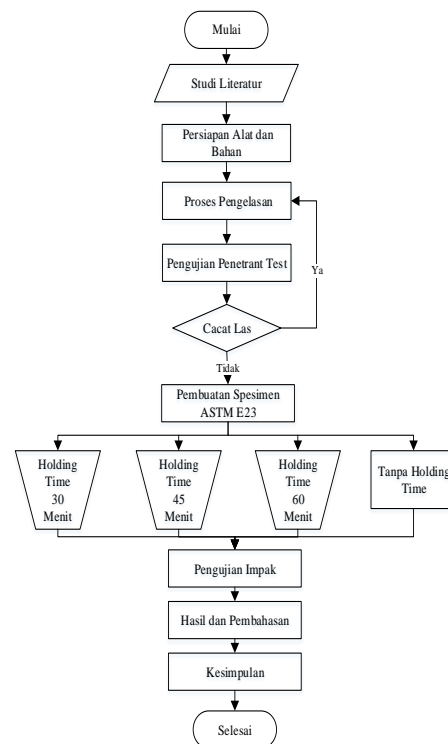 Mulai
Studi Literatur
Persiapan Alat dan
Bahan
Proses Pengelasan
Pengujian Penetrant Test
Ya
Cacat Las
Tidak
Pembuatan Spesimen
ASTM E23
Holding
Time
30
Menit
Holding
Time
45
Menit
Holding
Time
60
Menit
Tanpa Holding
Time
Pengujian Impak
Hasil dan Pembahasan
Kesimpulan
Selesai